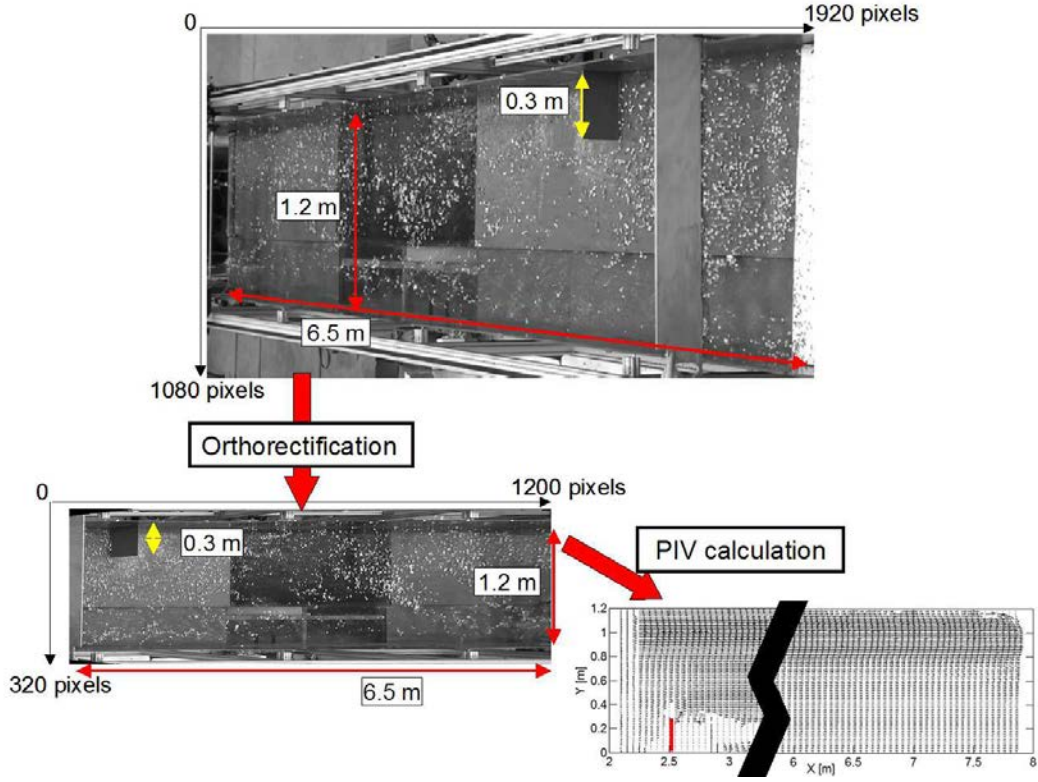 0
1920 pixels
0.3 m
1.2 m
6.5 m
1080 pixels
Orthorectification
0
1200 pixels
0.3 m
1.2 m
PIV calculation
320 pixels
6.5 m
1.2
1
0.8
0.6
0.4
0.2
0
Y [m]
2 2.5 3 6 6.5 7 7.5 8
X [m]